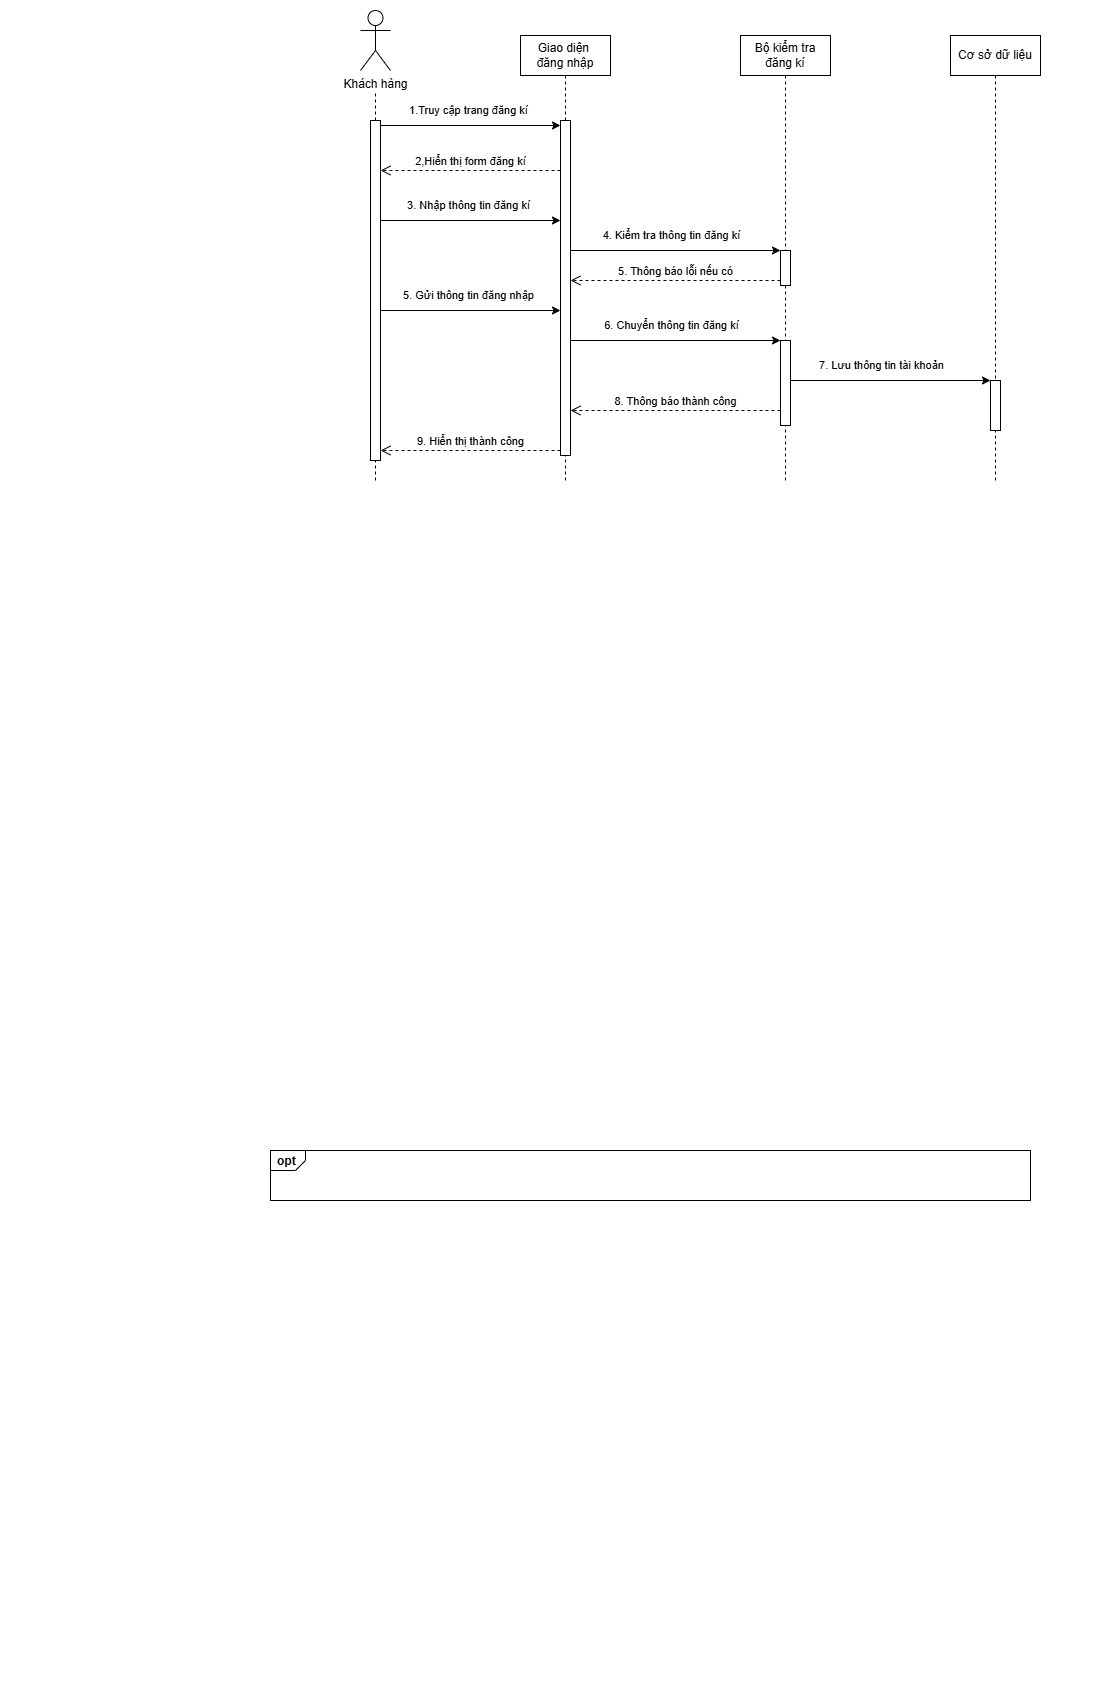 Khách hàng
Giao diện
đăng nhập
Bộ kiểm tra
đăng kí
Cơ sở dữ liệu
1.Truy cập trang đăng kí
2,Hiển thị form đăng kí
3. Nhập thông tin đăng kí
4. Kiểm tra thông tin đăng kí
5. Thông báo lỗi nếu có
5. Gửi thông tin đăng nhập
6. Chuyển thông tin đăng kí
7. Lưu thông tin tài khoản
8. Thông báo thành công
9. Hiển thị thành công
opt